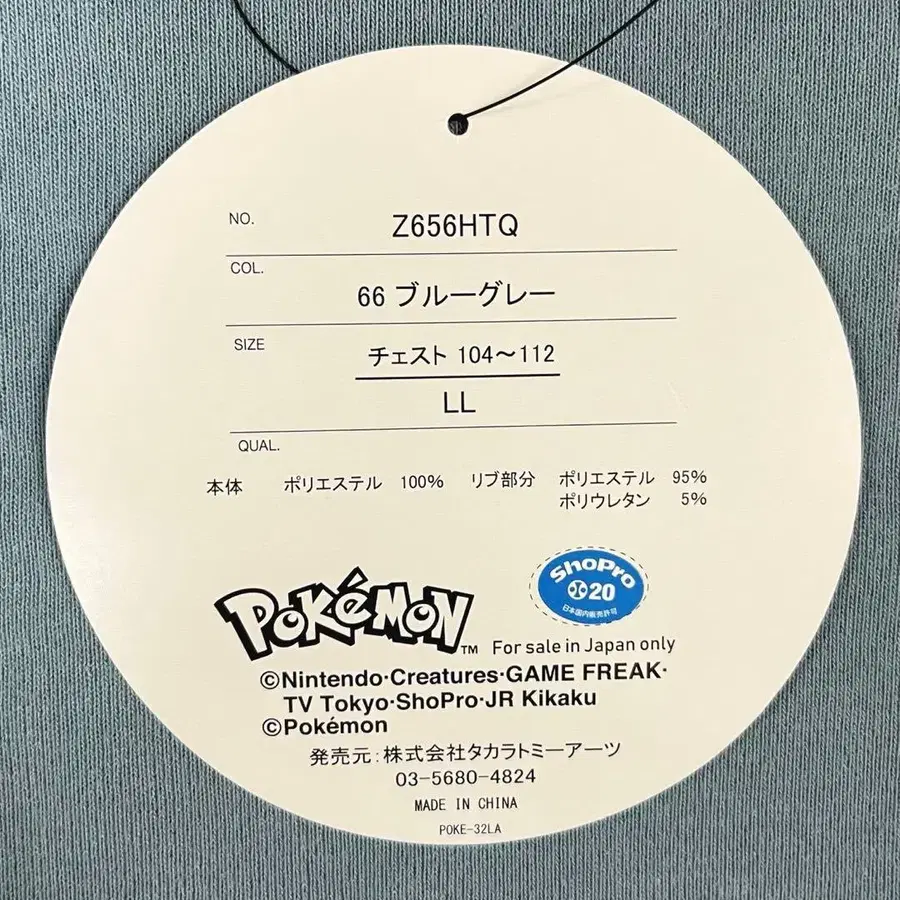 NO. Z656HTQ
COL. 66 ブルーグレー
SIZE チェスト 104～112
LL
QUAL.
本体 ポリエステル 100% リブ部分 ポリエステル 95%
ポリウレタン 5%
ShoPro
20
日本国内販売許可
POKéMON™ For sale in Japan only
©Nintendo·Creatures·GAME FREAK·
TV Tokyo·ShoPro·JR Kikaku
©Pokémon
発売元:株式会社タカラトミーアーツ
03-5680-4824
MADE IN CHINA
POKE-32LA